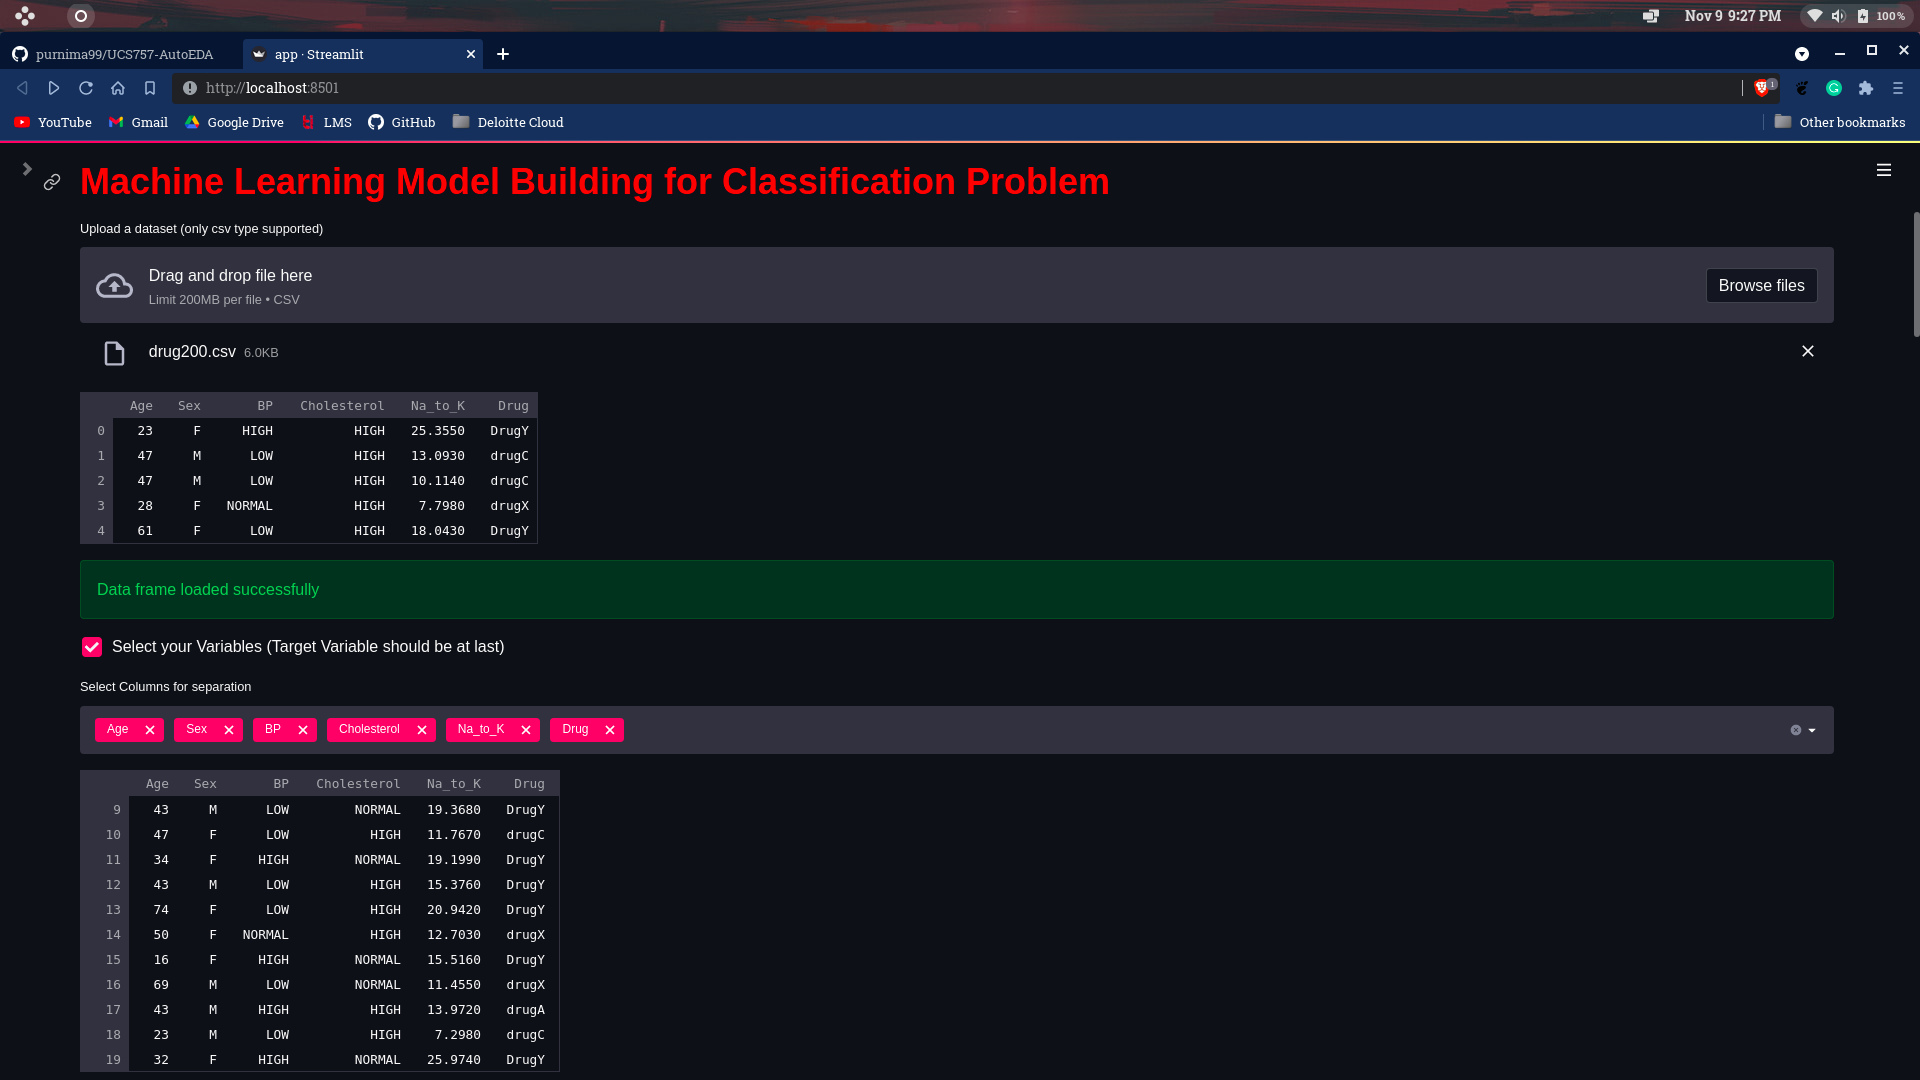 Nov 9 9:27 PM 100%
purnima99/UCS757-AutoEDA app · Streamlit
http://localhost:8501 1
YouTube Gmail Google Drive LMS GitHub Deloitte Cloud Other bookmarks
Machine Learning Model Building for Classification Problem
Upload a dataset (only csv type supported)
Drag and drop file here
Limit 200MB per file • CSV
Browse files
drug200.csv 6.0KB
Age Sex BP Cholesterol Na_to_K Drug
0 23 F HIGH HIGH 25.3550 DrugY
1 47 M LOW HIGH 13.0930 drugC
2 47 M LOW HIGH 10.1140 drugC
3 28 F NORMAL HIGH 7.7980 drugX
4 61 F LOW HIGH 18.0430 DrugY
Data frame loaded successfully
Select your Variables (Target Variable should be at last)
Select Columns for separation
Age Sex BP Cholesterol Na_to_K Drug
Age Sex BP Cholesterol Na_to_K Drug
9 43 M LOW NORMAL 19.3680 DrugY
10 47 F LOW HIGH 11.7670 drugC
11 34 F HIGH NORMAL 19.1990 DrugY
12 43 M LOW HIGH 15.3760 DrugY
13 74 F LOW HIGH 20.9420 DrugY
14 50 F NORMAL HIGH 12.7030 drugX
15 16 F HIGH NORMAL 15.5160 DrugY
16 69 M LOW NORMAL 11.4550 drugX
17 43 M HIGH HIGH 13.9720 drugA
18 23 M LOW HIGH 7.2980 drugC
19 32 F HIGH NORMAL 25.9740 DrugY